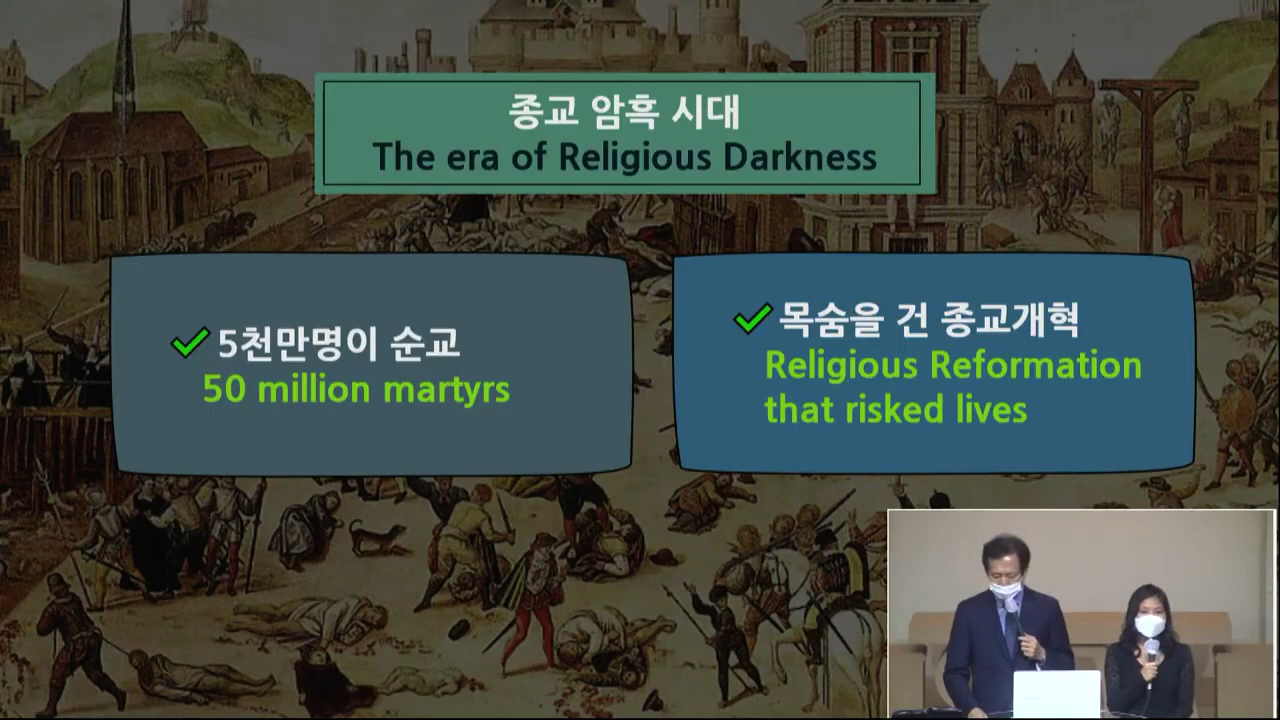 종교 암흑 시대
The era of Religious Darkness
5천만명이 순교
50 million martyrs
목숨을 건 종교개혁
Religious Reformation
that risked lives